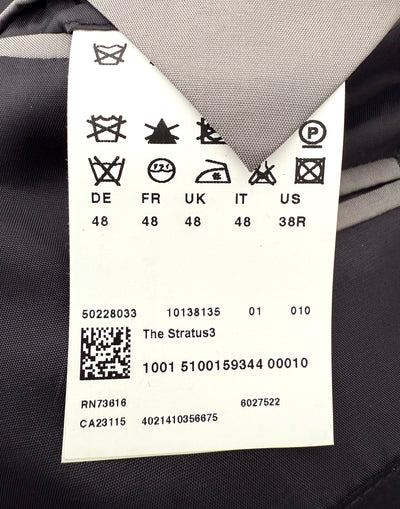 P
DE FR UK IT US
48 48 48 48 38R
50228033 10138135 01 010
The Stratus3
1001 5100159344 00010
RN73616 6027522
CA23115 4021410356675